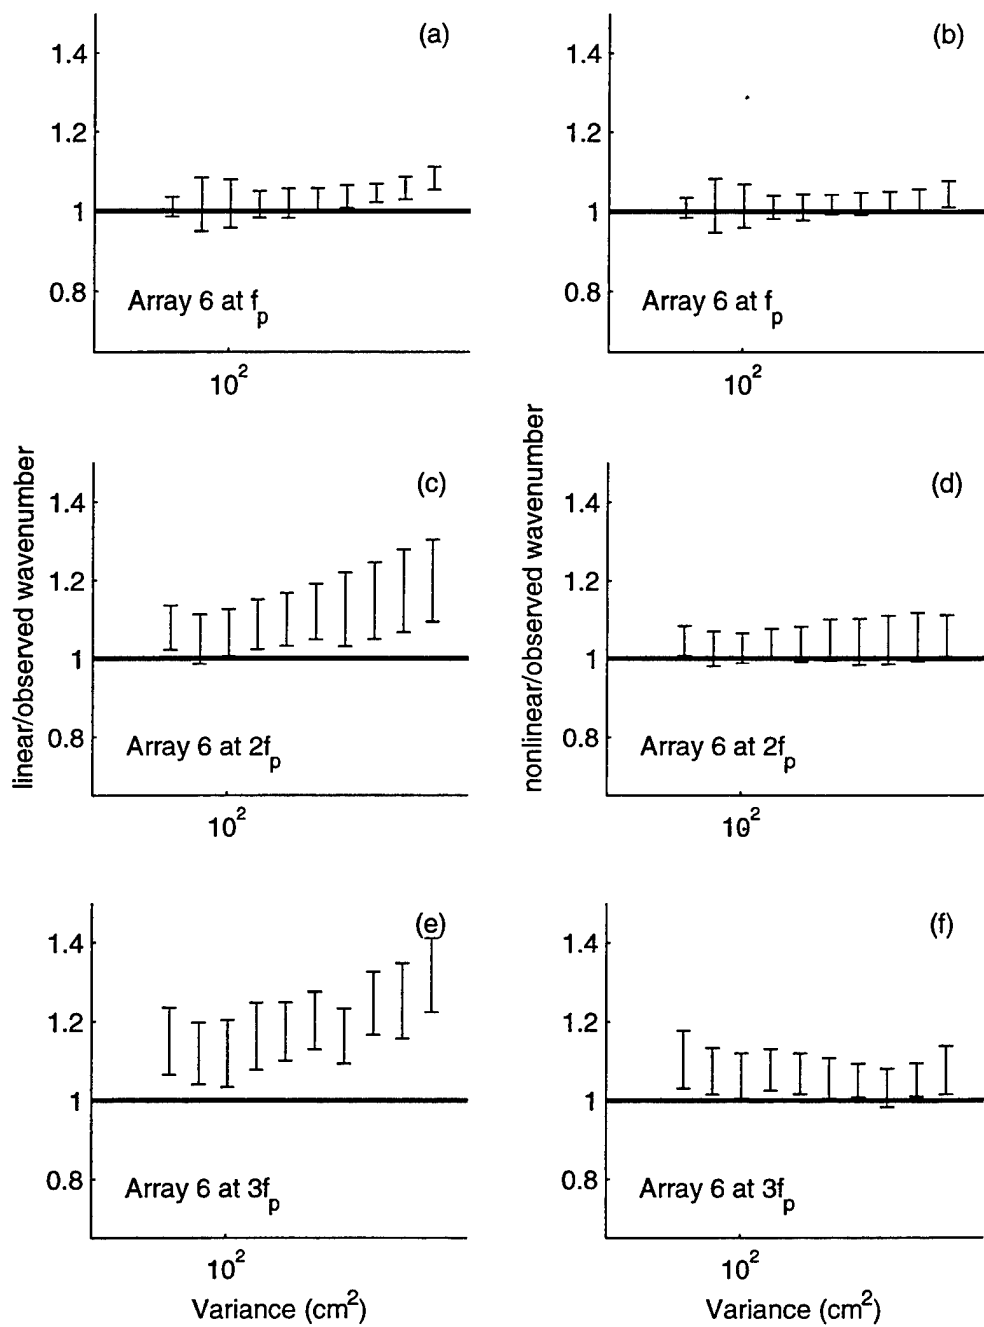 (a)
1.4
1.2
1
0.8
Array 6 at f_p
10^2
(b)
1.4
1.2
1
0.8
Array 6 at f_p
10^2
linear/observed wavenumber
(c)
1.4
1.2
1
0.8
Array 6 at 2f_p
10^2
nonlinear/observed wavenumber
(d)
1.4
1.2
1
0.8
Array 6 at 2f_p
10^2
(e)
1.4
1.2
1
0.8
Array 6 at 3f_p
10^2
Variance (cm^2)
(f)
1.4
1.2
1
0.8
Array 6 at 3f_p
10^2
Variance (cm^2)